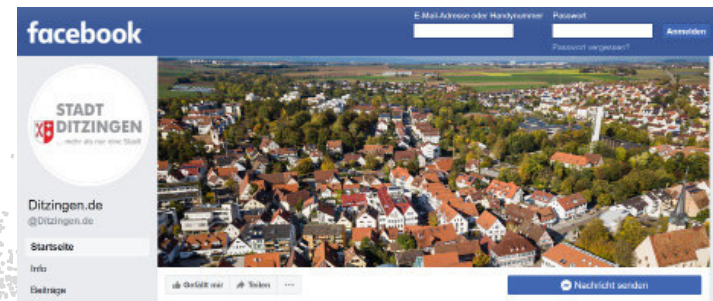 facebook
E-Mail-Adresse oder Handynummer
Passwort
Anmelden
Passwort vergessen?
STADT
DITZINGEN
... mehr als nur eine Stadt
Ditzingen.de
@Ditzingen.de
Startseite
Info
Beiträge
Gefällt mir
Teilen
Nachricht senden